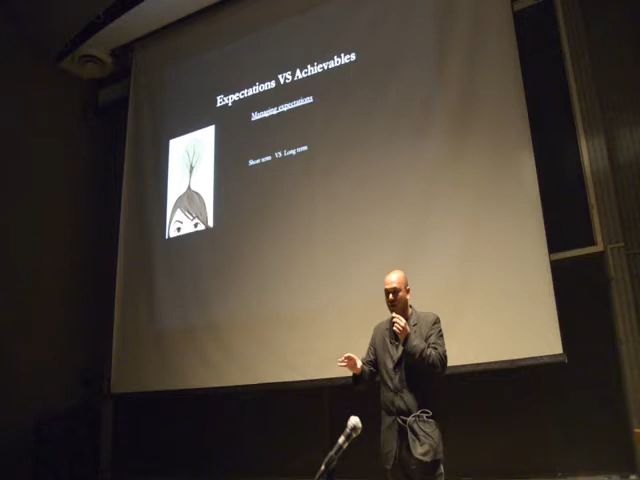 Expectations VS Achievables
Managing expectations
Short term VS Long term